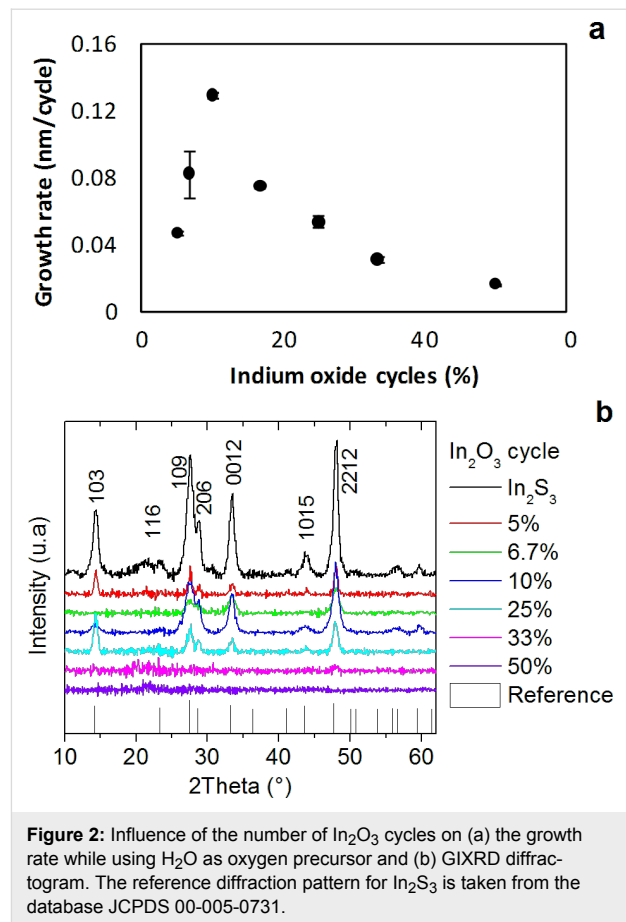 a
0.16
0.12
0.08
0.04
0
Growth rate (nm/cycle)
0 20 40 0
Indium oxide cycles (%)
b
103
116
109
206
0012
1015
2212
Intensity (u.a)
10 20 30 40 50 60
2Theta (°)
In₂O₃ cycle
In₂S₃
5%
6.7%
10%
25%
33%
50%
Reference
Figure 2: Influence of the number of In₂O₃ cycles on (a) the growth
rate while using H₂O as oxygen precursor and (b) GIXRD diffrac-
togram. The reference diffraction pattern for In₂S₃ is taken from the
database JCPDS 00-005-0731.